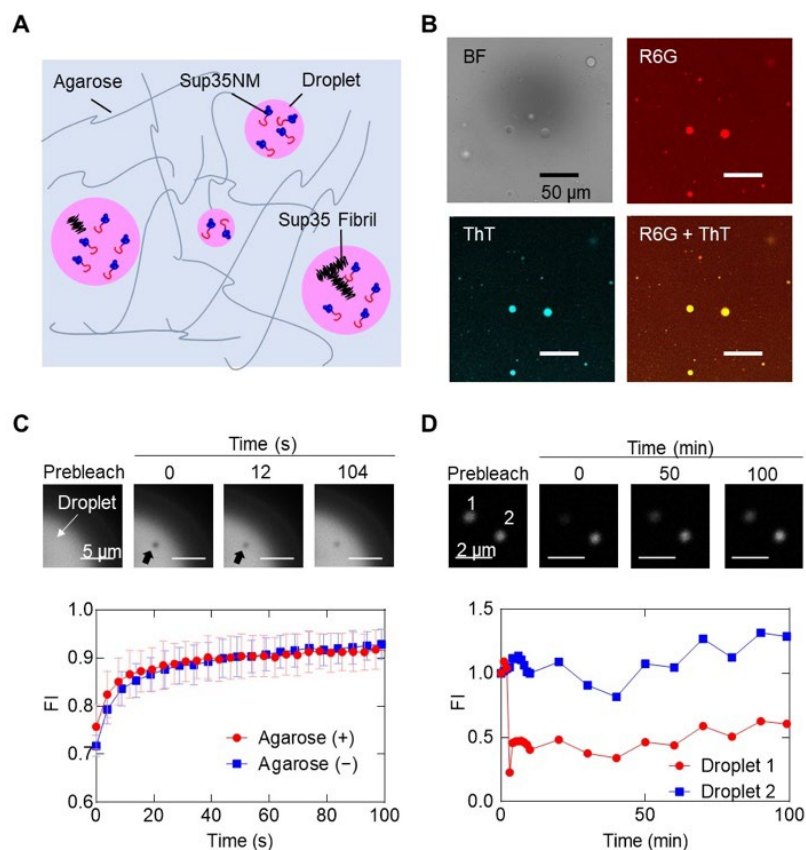 A
Agarose
Sup35NM
Droplet
Sup35 Fibril
B
BF
50 µm
R6G
ThT
R6G + ThT
C
Time (s)
Prebleach 0 12 104
Droplet
5 µm
1.0
0.9
0.8
0.7
0.6
FI
Agarose (+)
Agarose (−)
0 20 40 60 80 100
Time (s)
D
Time (min)
Prebleach 0 50 100
1
2
2 µm
1.5
1.0
0.5
0.0
FI
Droplet 1
Droplet 2
0 50 100
Time (min)